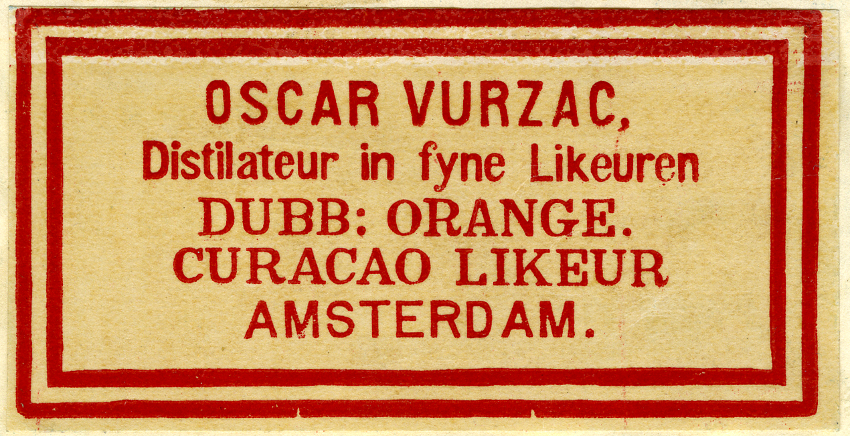 OSCAR VURZAC,
Distilateur in fyne Likeuren
DUBB: ORANGE.
CURACAO LIKEUR
AMSTERDAM.